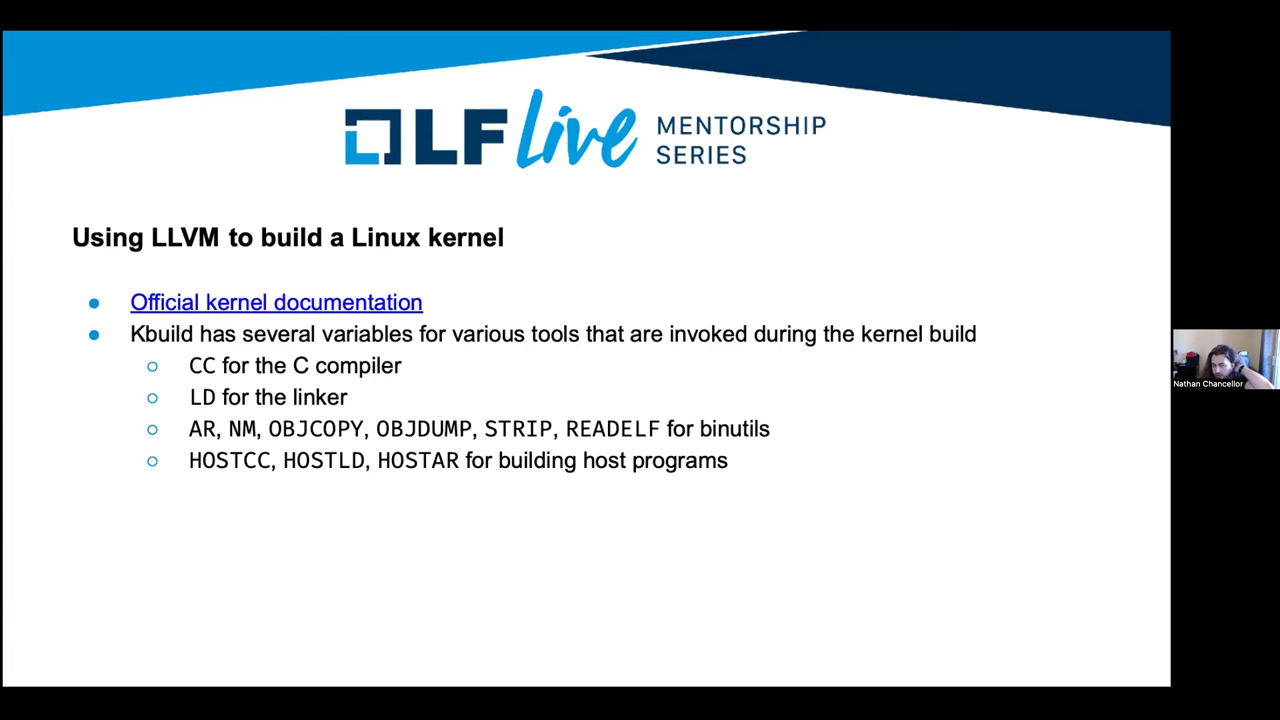 LF Live MENTORSHIP
SERIES
Using LLVM to build a Linux kernel
Official kernel documentation
Kbuild has several variables for various tools that are invoked during the kernel build
CC for the C compiler
LD for the linker
AR, NM, OBJCOPY, OBJDUMP, STRIP, READELF for binutils
HOSTCC, HOSTLD, HOSTAR for building host programs
Nathan Chancellor